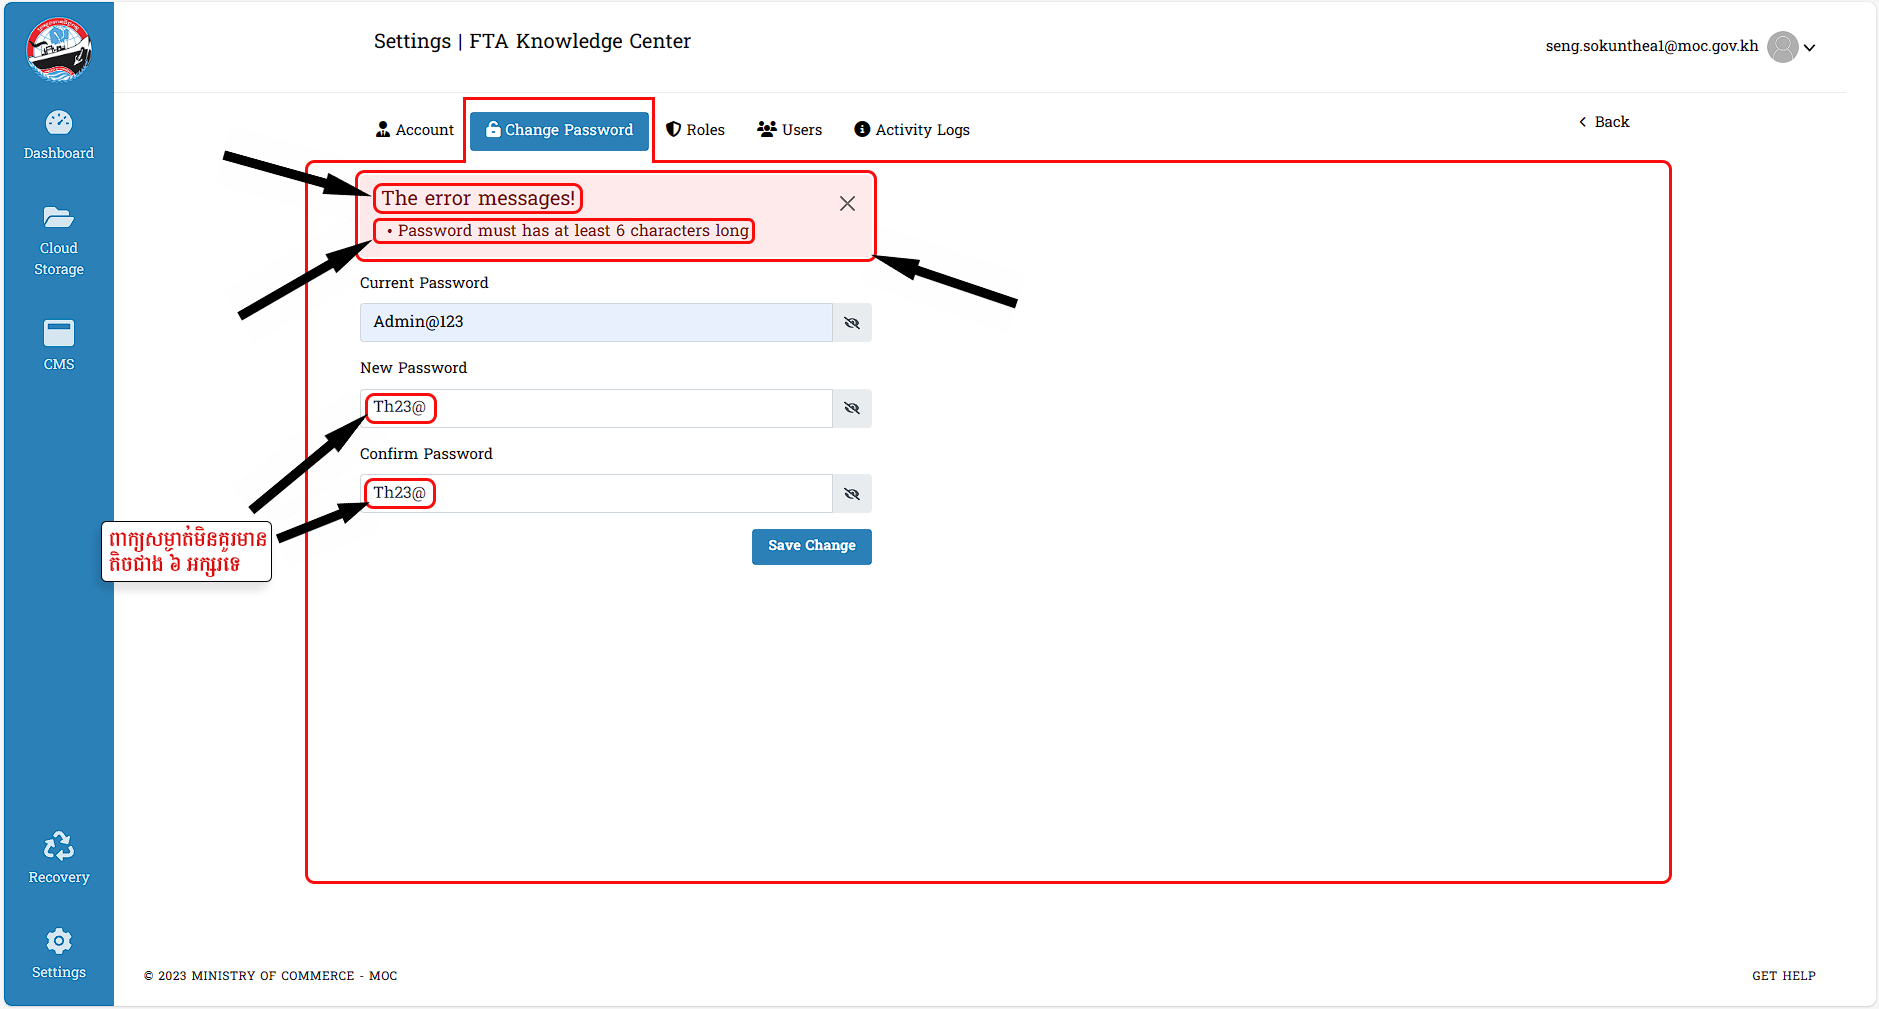 Settings | FTA Knowledge Center
seng.sokunthea1@moc.gov.kh
Dashboard
Cloud
Storage
CMS
Recovery
Settings
Account
Change Password
Roles
Users
Activity Logs
Back
The error messages!
• Password must has at least 6 characters long
Current Password
Admin@123
New Password
Th23@
Confirm Password
Th23@
ពាក្យសម្ងាត់មិនគួរមាន
តិចជាង ៦ អក្សរទេ
Save Change
© 2023 MINISTRY OF COMMERCE - MOC
GET HELP